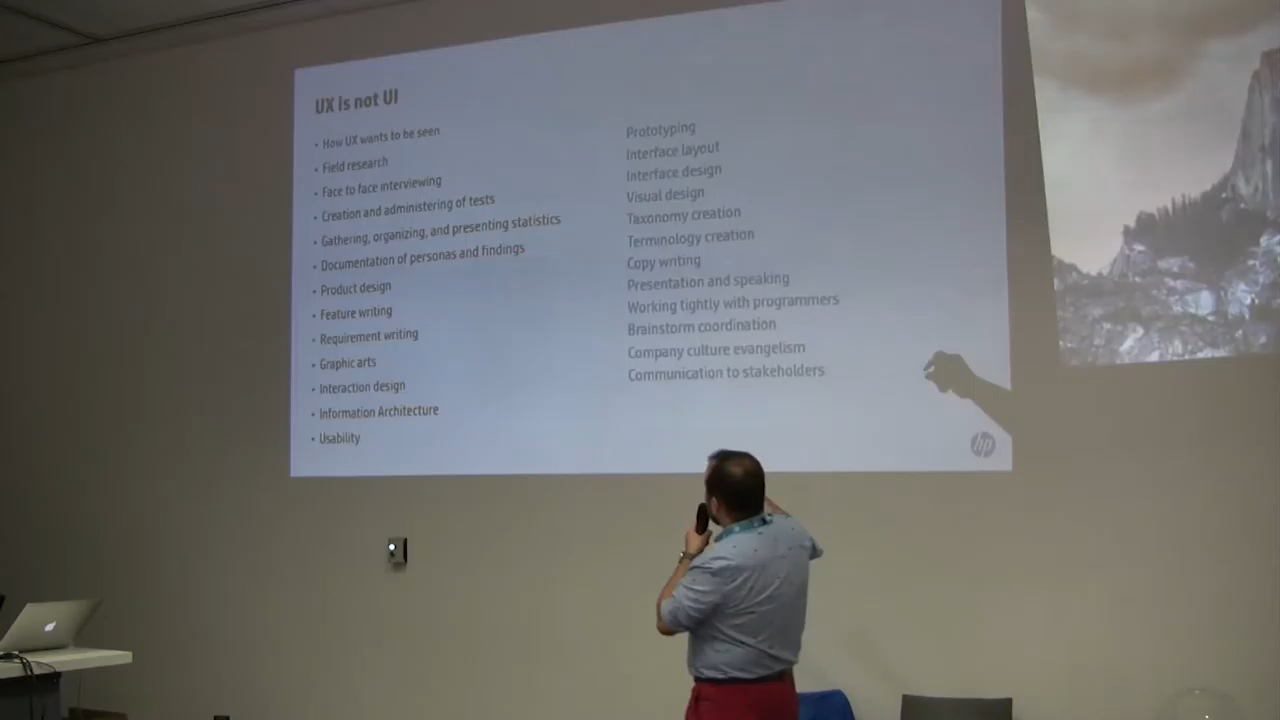 UX is not UI
• How UX wants to be seen
• Field research
• Face to face interviewing
• Creation and administering of tests
• Gathering, organizing, and presenting statistics
• Documentation of personas and findings
• Product design
• Feature writing
• Requirement writing
• Graphic arts
• Interaction design
• Information Architecture
• Usability
Prototyping
Interface layout
Interface design
Visual design
Taxonomy creation
Terminology creation
Copy writing
Presentation and speaking
Working tightly with programmers
Brainstorm coordination
Company culture evangelism
Communication to stakeholders
hp